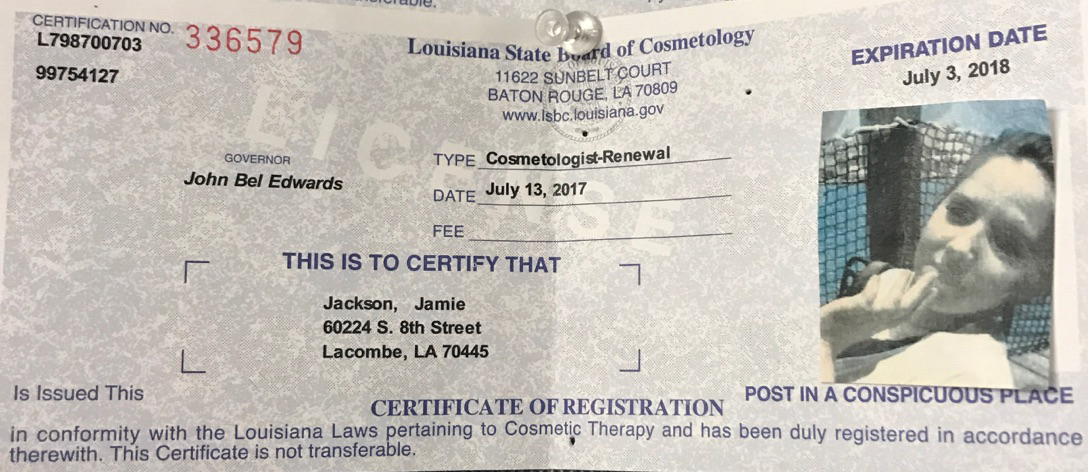 CERTIFICATION NO. 336579
L798700703
99754127
Louisiana State Board of Cosmetology
11622 SUNBELT COURT
BATON ROUGE, LA 70809
www.lsbc.louisiana.gov
EXPIRATION DATE
July 3, 2018
LICENSE
GOVERNOR
John Bel Edwards
TYPE Cosmetologist-Renewal
DATE July 13, 2017
FEE
THIS IS TO CERTIFY THAT
Jackson, Jamie
60224 S. 8th Street
Lacombe, LA 70445
Is Issued This
CERTIFICATE OF REGISTRATION
POST IN A CONSPICUOUS PLACE
in conformity with the Louisiana Laws pertaining to Cosmetic Therapy and has been duly registered in accordance
therewith. This Certificate is not transferable.